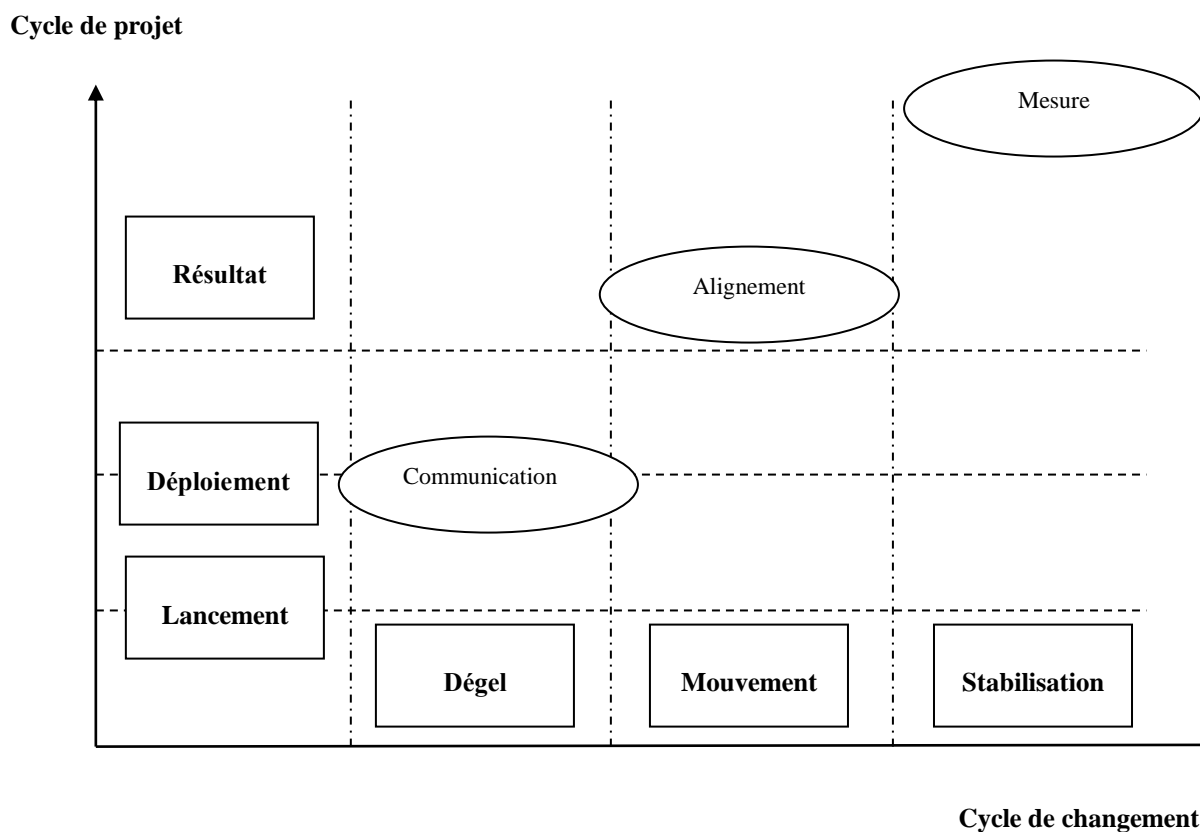 Cycle de projet
Mesure
Résultat
Alignement
Déploiement
Communication
Lancement
Dégel
Mouvement
Stabilisation
Cycle de changement